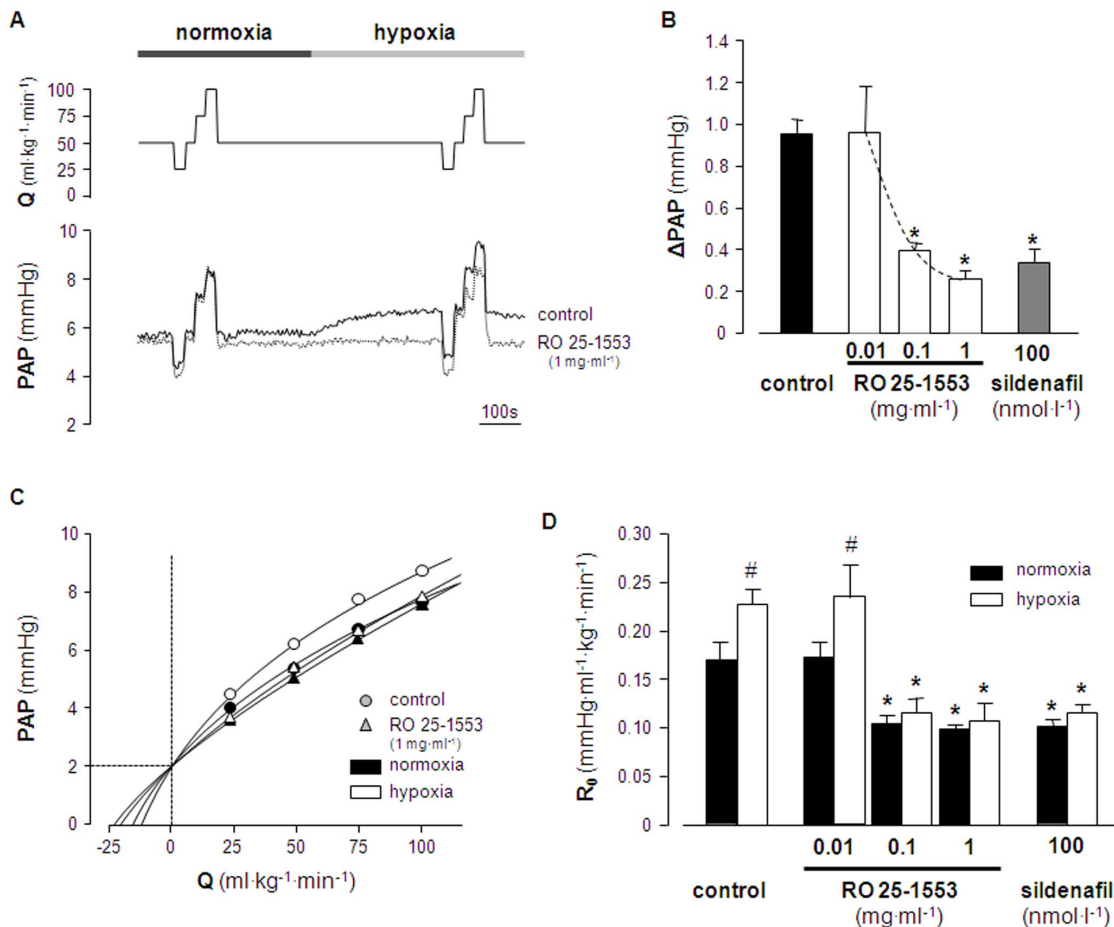 A
normoxia hypoxia
Q (ml·kg⁻¹·min⁻¹)
100
75
50
25
0
PAP (mmHg)
10
8
6
4
2
control
RO 25-1553
(1 mg·ml⁻¹)
100s
B
ΔPAP (mmHg)
1.4
1.2
1.0
0.8
0.6
0.4
0.2
0
*
*
*
0.01 0.1 1 100
control RO 25-1553 sildenafil
(mg·ml⁻¹) (nmol·l⁻¹)
C
PAP (mmHg)
10
8
6
4
2
0
control
RO 25-1553
(1 mg·ml⁻¹)
normoxia
hypoxia
-25 0 25 50 75 100
Q (ml·kg⁻¹·min⁻¹)
D
R₀ (mmHg·ml⁻¹·kg⁻¹·min⁻¹)
0.30
0.25
0.20
0.15
0.10
0.05
0
#
#
* * * * * *
normoxia
hypoxia
0.01 0.1 1 100
control RO 25-1553 sildenafil
(mg·ml⁻¹) (nmol·l⁻¹)